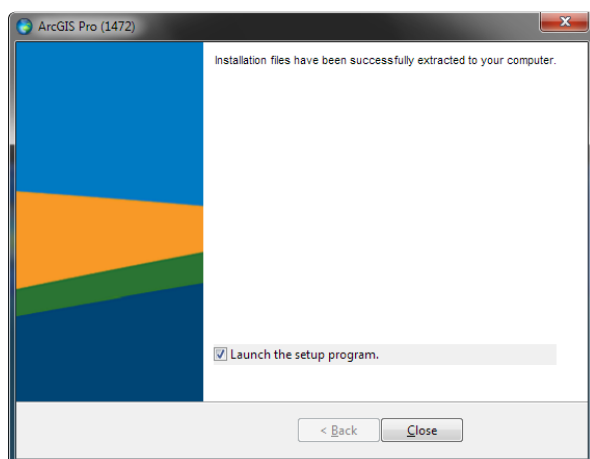 ArcGIS Pro (1472)
Installation files have been successfully extracted to your computer.
Launch the setup program.
< Back
Close